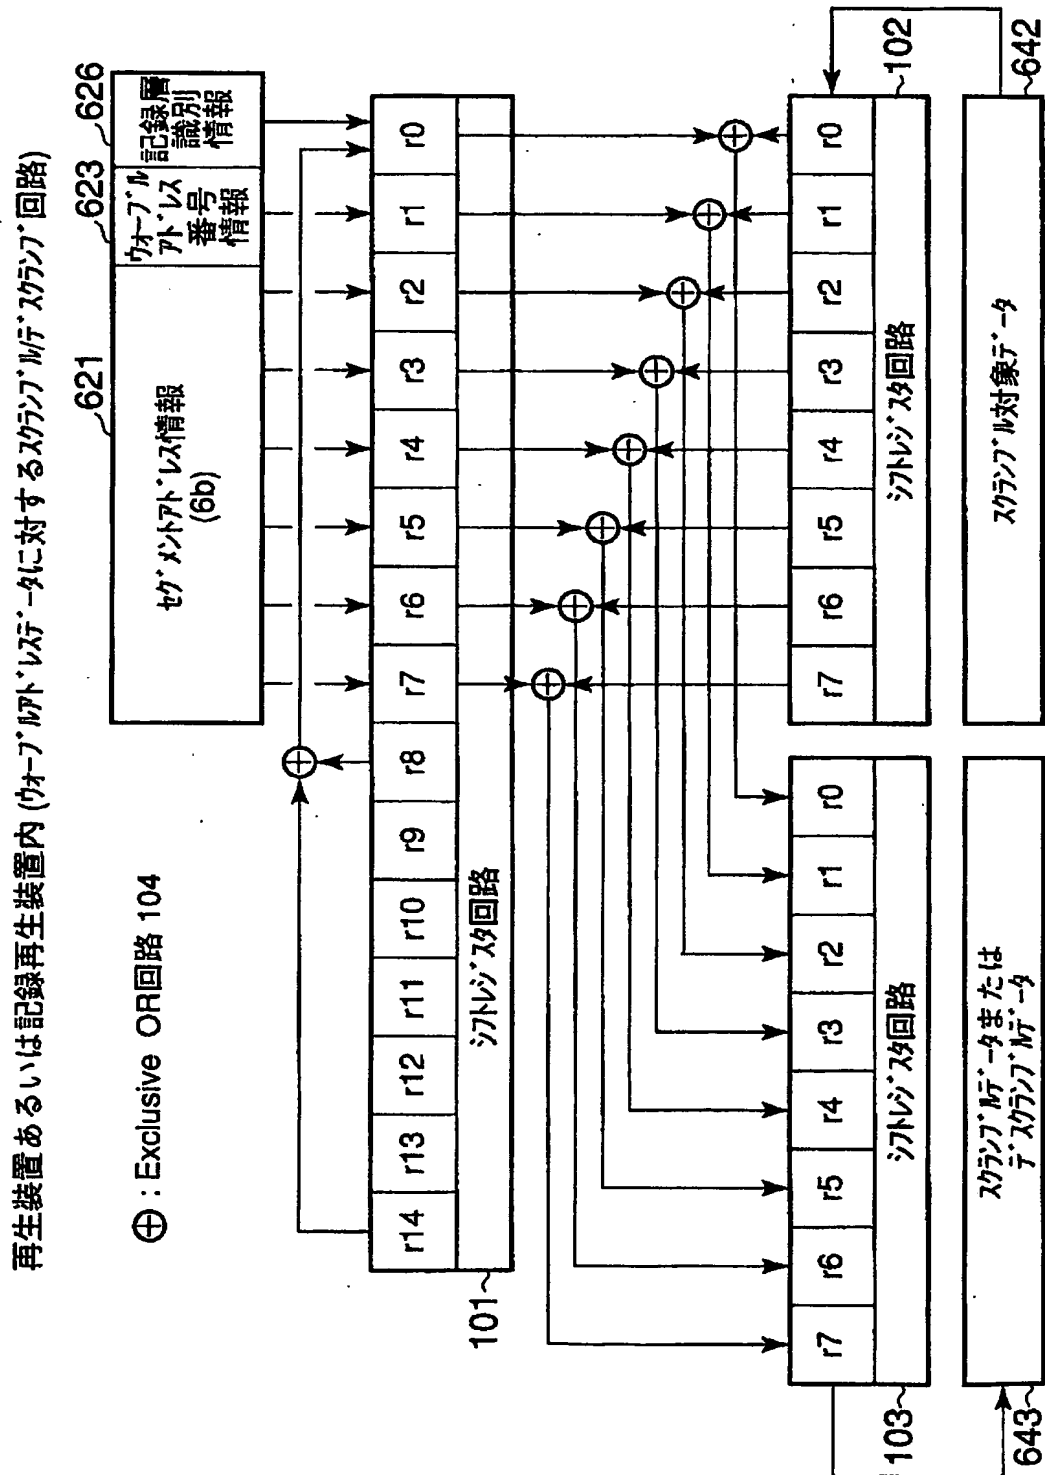 再生装置あるいは記録再生装置内 (ウォーブルアドレスデータに対するスクランブル/デスクランブ回路)
⊕ : Exclusive OR回路 104
621
623
626
セグメントアドレス情報
(6b)
ウォーブル
アドレス
番号
情報
記録層
識別
情報
r14 r13 r12 r11 r10 r9 r8 r7 r6 r5 r4 r3 r2 r1 r0
シフトレジスタ回路
101
r7 r6 r5 r4 r3 r2 r1 r0
シフトレジスタ回路
103
r7 r6 r5 r4 r3 r2 r1 r0
シフトレジスタ回路
102
スクランブルデータまたは
デスクランブルデータ
643
スクランブル対象データ
642